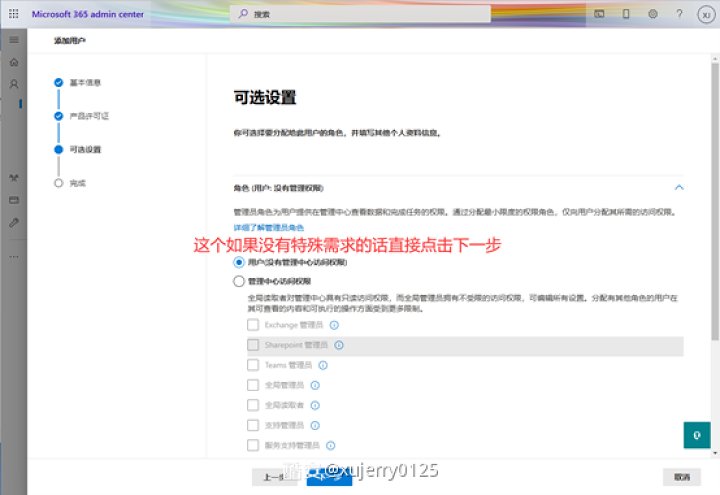 Microsoft 365 admin center
搜索
XJ
添加用户
基本信息
产品许可证
可选设置
完成
可选设置
你可选择要分配给此用户的角色，并填写其他个人资料信息。
角色 (用户: 没有管理权限)
管理员角色为用户提供在管理中心查看数据和完成任务的权限。通过分配最小限度的权限角色，仅向用户分配其所需的访问权限。
详细了解管理员角色
这个如果没有特殊需求的话直接点击下一步
用户(没有管理中心访问权限)
管理中心访问权限
全局读取者对管理中心具有只读访问权限，而全局管理员拥有不受限的访问权限，可编辑所有设置。分配有其他角色的用户在
其可查看的内容和可执行的操作方面受到更多限制。
Exchange 管理员
Sharepoint 管理员
Teams 管理员
全局管理员
全局读取者
支持管理员
服务支持管理员
上一步
@xujerry0125
取消